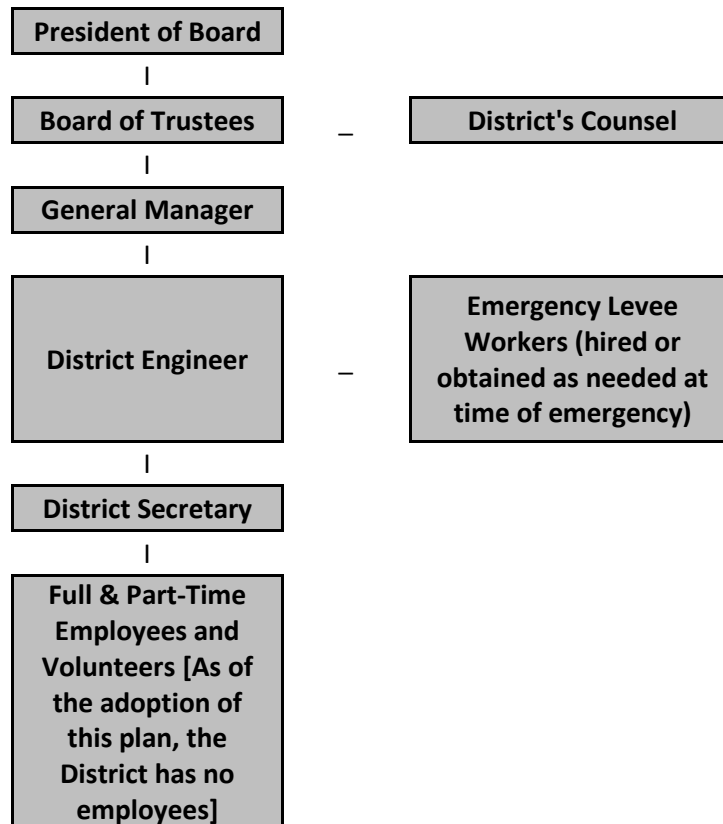 President of Board
Board of Trustees
District's Counsel
General Manager
District Engineer
Emergency Levee
Workers (hired or
obtained as needed at
time of emergency)
District Secretary
Full & Part-Time
Employees and
Volunteers [As of
the adoption of
this plan, the
District has no
employees]